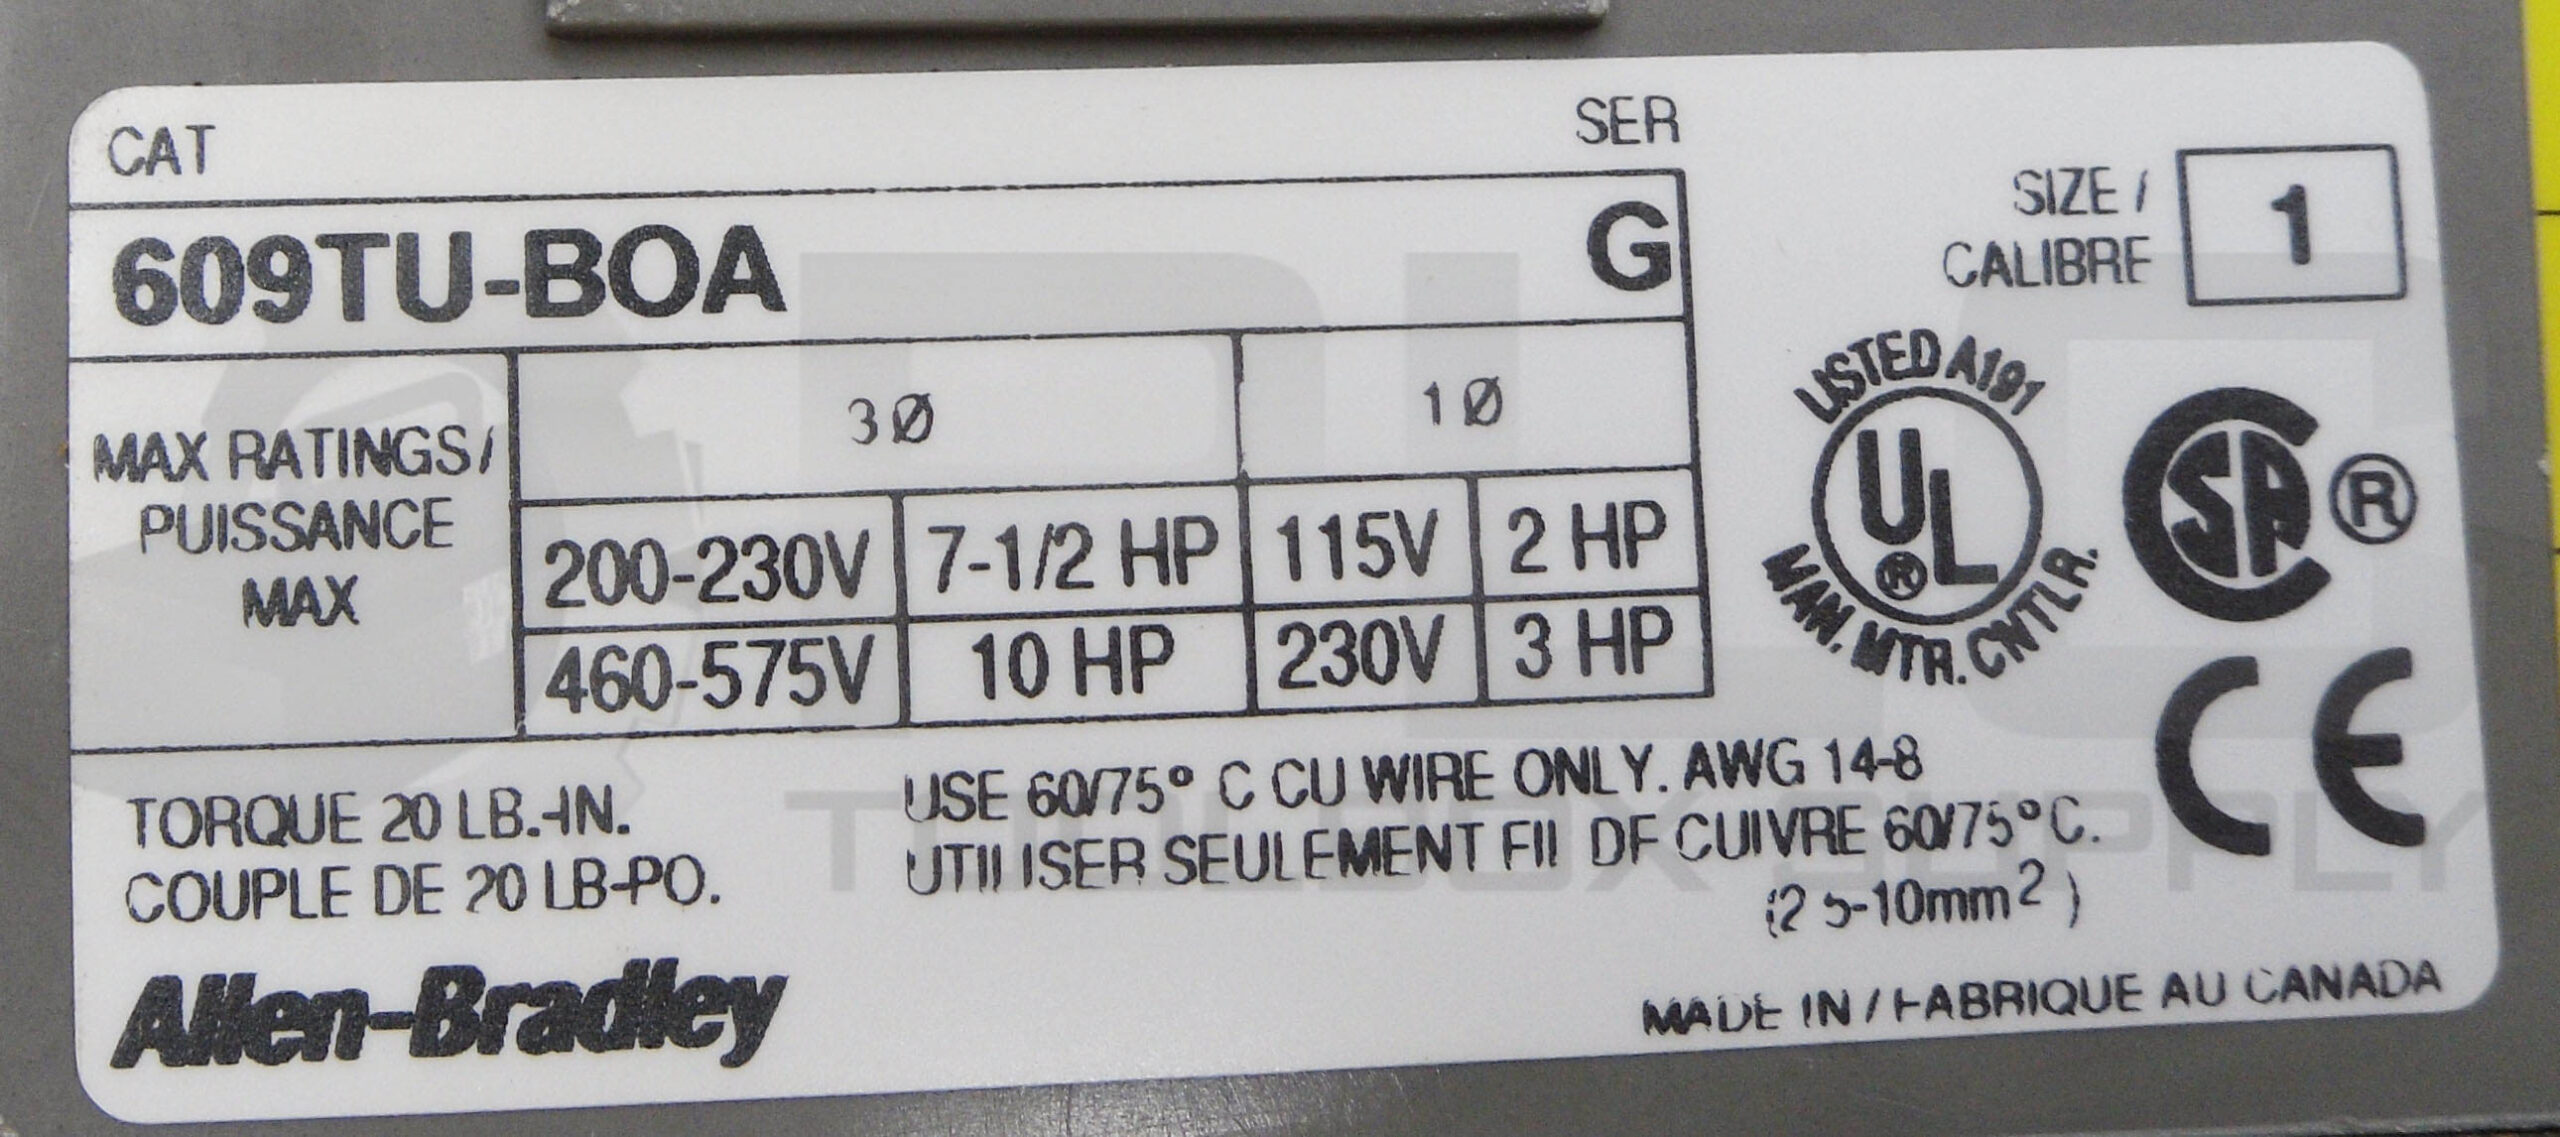 CAT SER
609TU-BOA G
SIZE / CALIBRE 1
MAX RATINGS/
PUISSANCE
MAX
3Ø 1Ø
200-230V 7-1/2 HP 115V 2 HP
460-575V 10 HP 230V 3 HP
LISTED A191
UL ®
MAN. MTR. CNTLR.
CSA ®
CE
TORQUE 20 LB.-IN.
COUPLE DE 20 LB-PO.
USE 60/75° C CU WIRE ONLY. AWG 14-8
UTILISER SEULEMENT FIL DE CUIVRE 60/75°C.
(2.5-10mm²)
Allen-Bradley
MADE IN / FABRIQUE AU CANADA
TOOLBOX SUPPLY